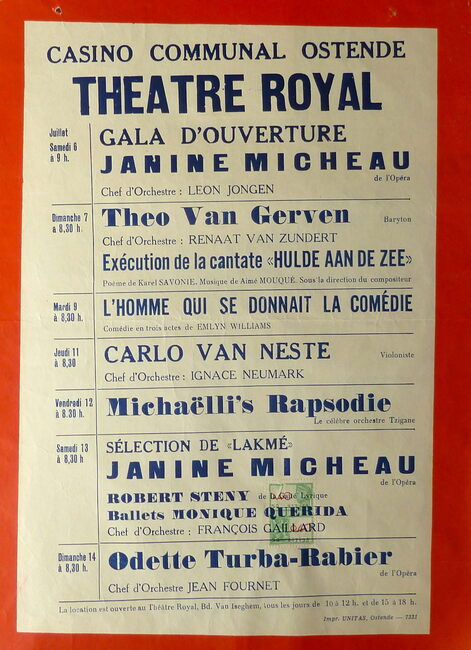 CASINO COMMUNAL OSTENDE
THEATRE ROYAL
Juillet
Samedi 6
à 9 h.
GALA D'OUVERTURE
JANINE MICHEAU
de l'Opéra
Chef d'Orchestre : LEON JONGEN
Dimanche 7
à 8,30 h.
Theo Van Gerven
Baryton
Chef d'Orchestre : RENAAT VAN ZUNDERT
Exécution de la cantate «HULDE AAN DE ZEE»
Poème de Karel SAVONIE. Musique de Aimé MOUQUÉ. Sous la direction du compositeur
Mardi 9
à 8,30 h.
L'HOMME QUI SE DONNAIT LA COMÉDIE
Comédie en trois actes de EMLYN WILLIAMS
Jeudi 11
à 8,30
CARLO VAN NESTE
Violoniste
Chef d'Orchestre : IGNACE NEUMARK
Vendredi 12
à 8.30 h.
Michaëlli's Rapsodie
Le célèbre orchestre Tzigane
Samedi 13
à 8,30 h
SÉLECTION DE «LAKMÉ»
JANINE MICHEAU
de l'Opéra
ROBERT STENY de la Gaîté Lyrique
Ballets MONIQUE QUERIDA
Chef d'Orchestre : FRANÇOIS GAILLARD
Dimanche 14
à 8,30 h.
Odette Turba-Rabier
de l'Opéra
Chef d'Orchestre JEAN FOURNET
La location est ouverte au Théâtre Royal, Bd. Van Iseghem, tous les jours de 10 à 12 h. et de 15 à 18 h.
Impr. UNITAS, Ostende — 7331